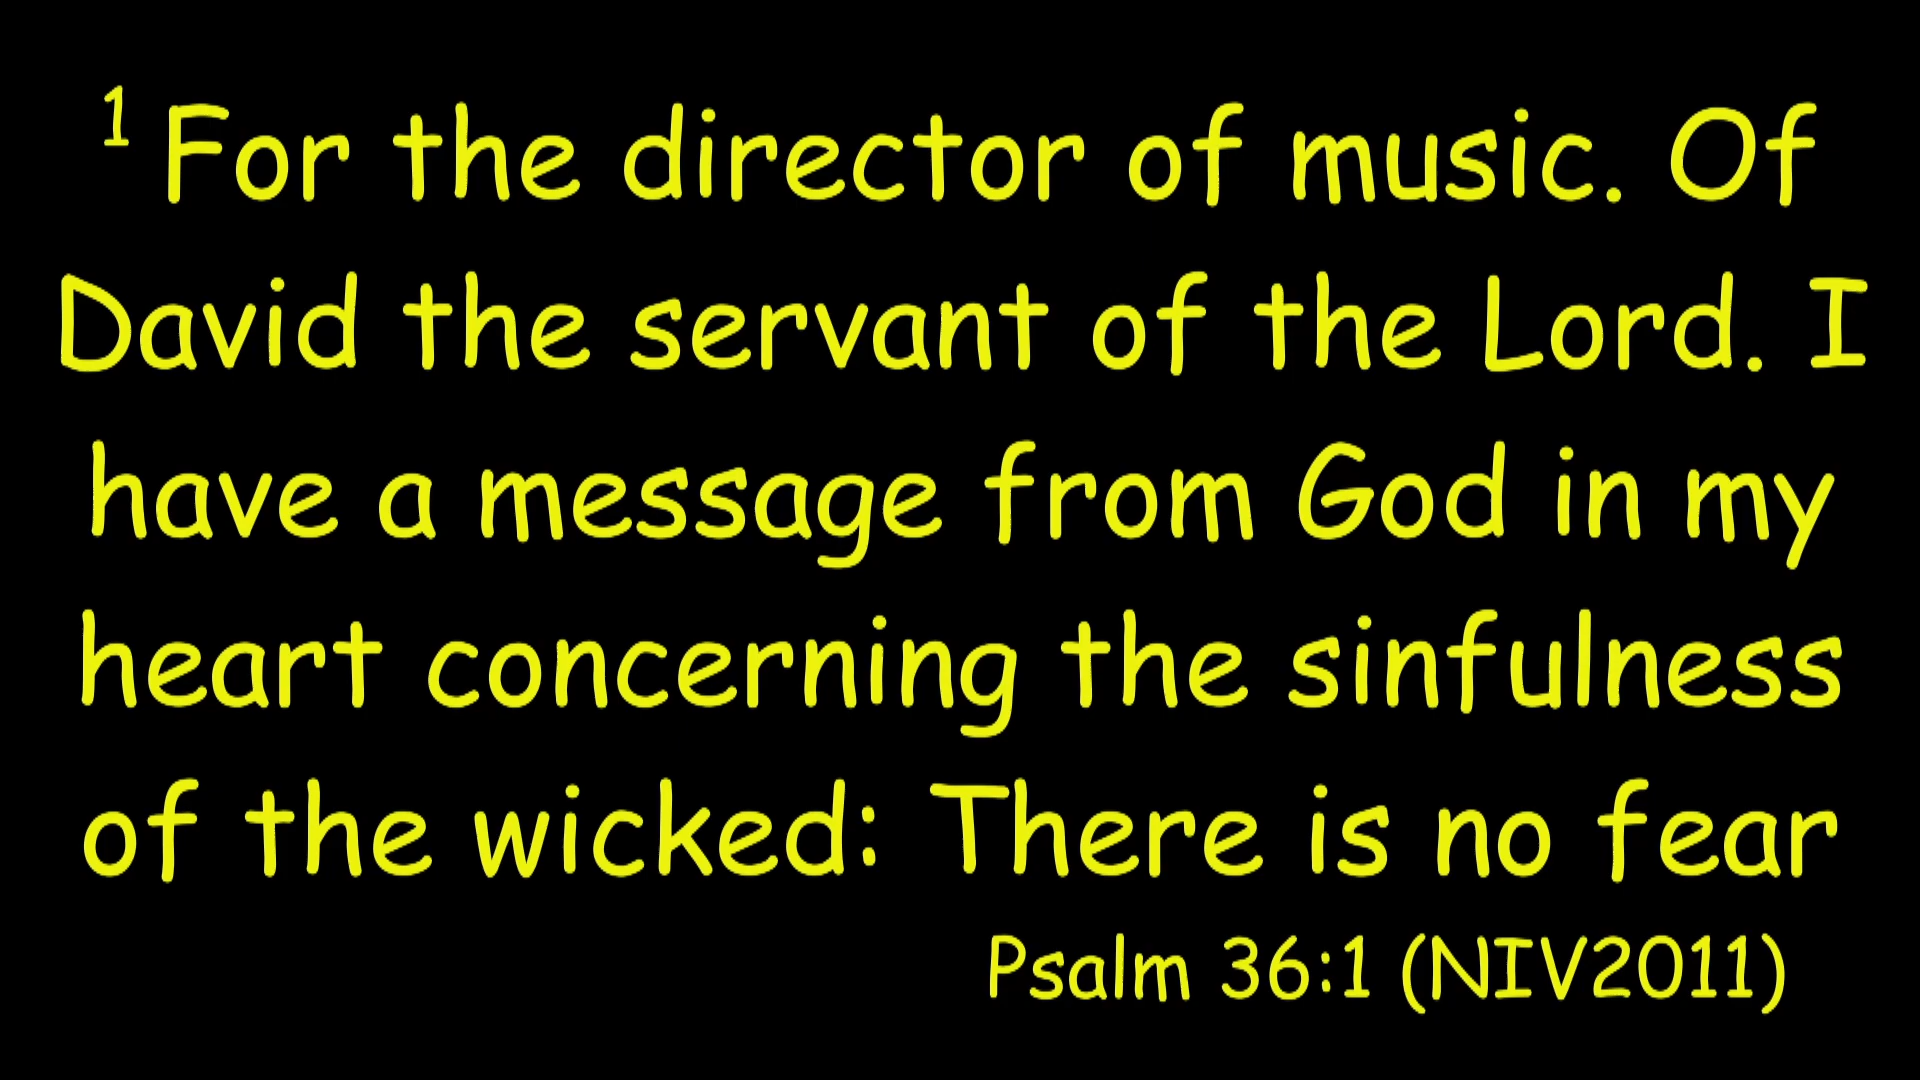 1 For the director of music. Of
David the servant of the Lord. I
have a message from God in my
heart concerning the sinfulness
of the wicked: There is no fear
Psalm 36:1 (NIV2011)